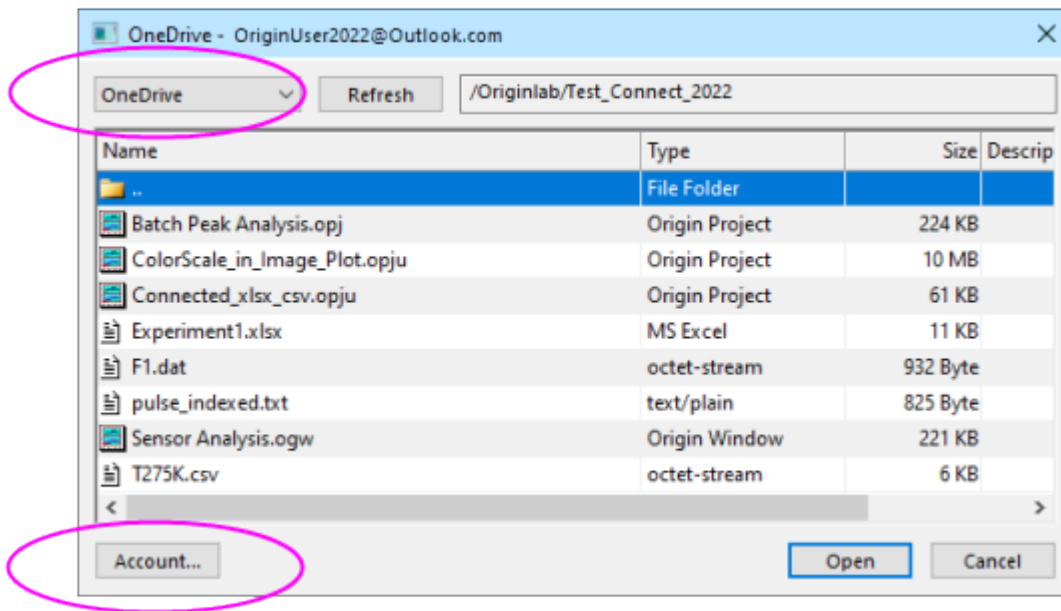 OneDrive - OriginUser2022@Outlook.com
OneDrive Refresh /Originlab/Test_Connect_2022
Name Type Size Descrip
.. File Folder
Batch Peak Analysis.opj Origin Project 224 KB
ColorScale_in_Image_Plot.opju Origin Project 10 MB
Connected_xlsx_csv.opju Origin Project 61 KB
Experiment1.xlsx MS Excel 11 KB
F1.dat octet-stream 932 Byte
pulse_indexed.txt text/plain 825 Byte
Sensor Analysis.ogw Origin Window 221 KB
T275K.csv octet-stream 6 KB
Account... Open Cancel